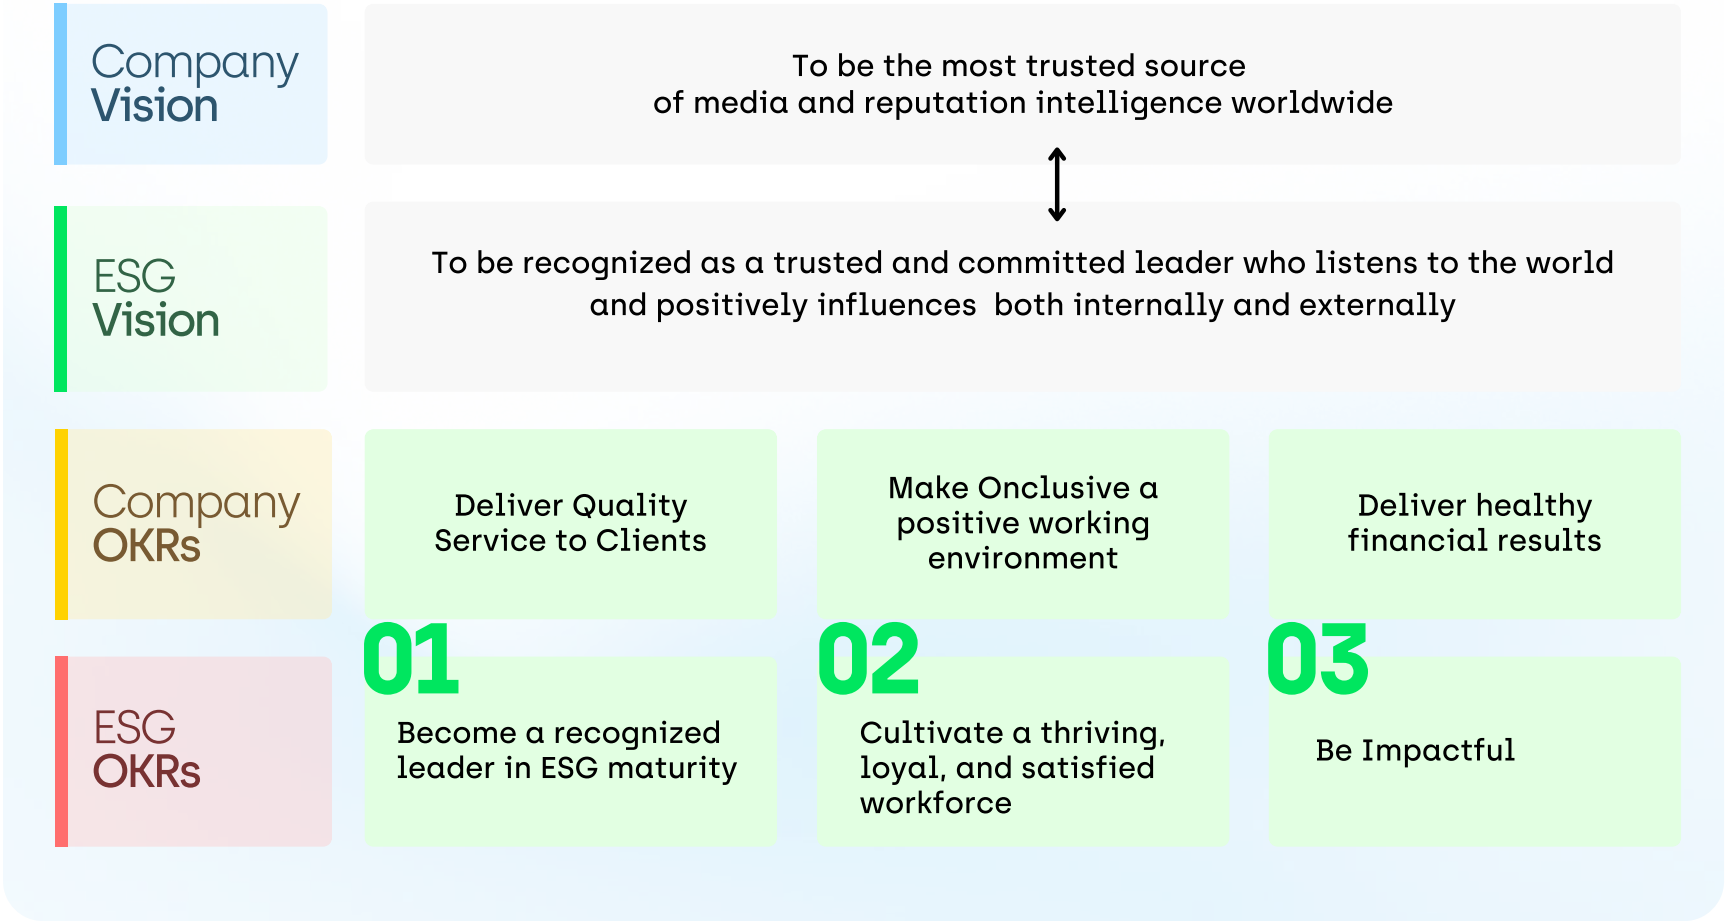 Company
Vision
To be the most trusted source
of media and reputation intelligence worldwide
ESG
Vision
To be recognized as a trusted and committed leader who listens to the world
and positively influences  both internally and externally
Company
OKRs
Deliver Quality
Service to Clients
Make Onclusive a
positive working
environment
Deliver healthy
financial results
ESG
OKRs
01
Become a recognized
leader in ESG maturity
02
Cultivate a thriving,
loyal, and satisfied
workforce
03
Be Impactful